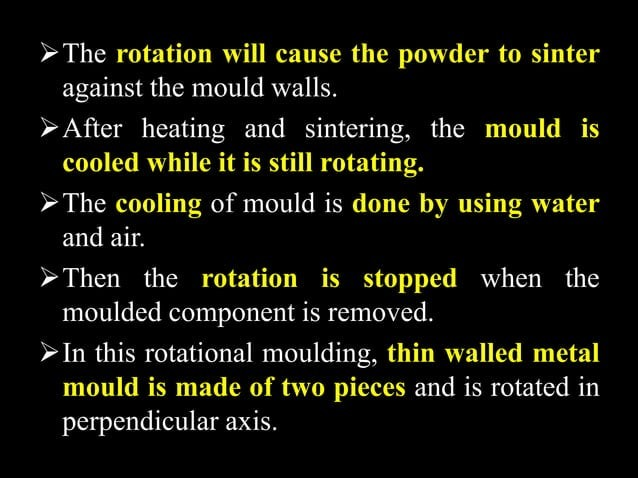 ➢The rotation will cause the powder to sinter
against the mould walls.
➢After heating and sintering, the mould is
cooled while it is still rotating.
➢The cooling of mould is done by using water
and air.
➢Then the rotation is stopped when the
moulded component is removed.
➢In this rotational moulding, thin walled metal
mould is made of two pieces and is rotated in
perpendicular axis.